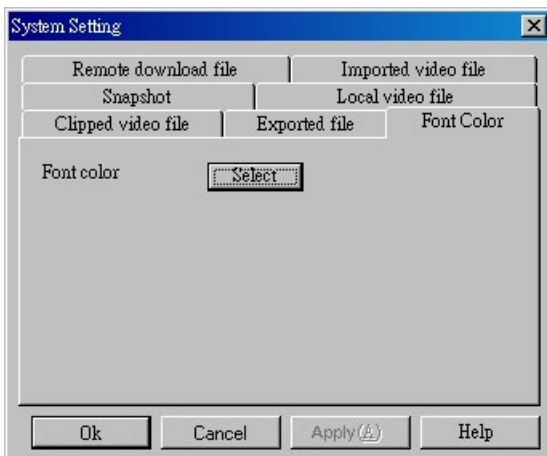 System Setting
Remote download file
Imported video file
Snapshot
Local video file
Clipped video file
Exported file
Font Color
Font color
Select
Ok
Cancel
Apply(A)
Help